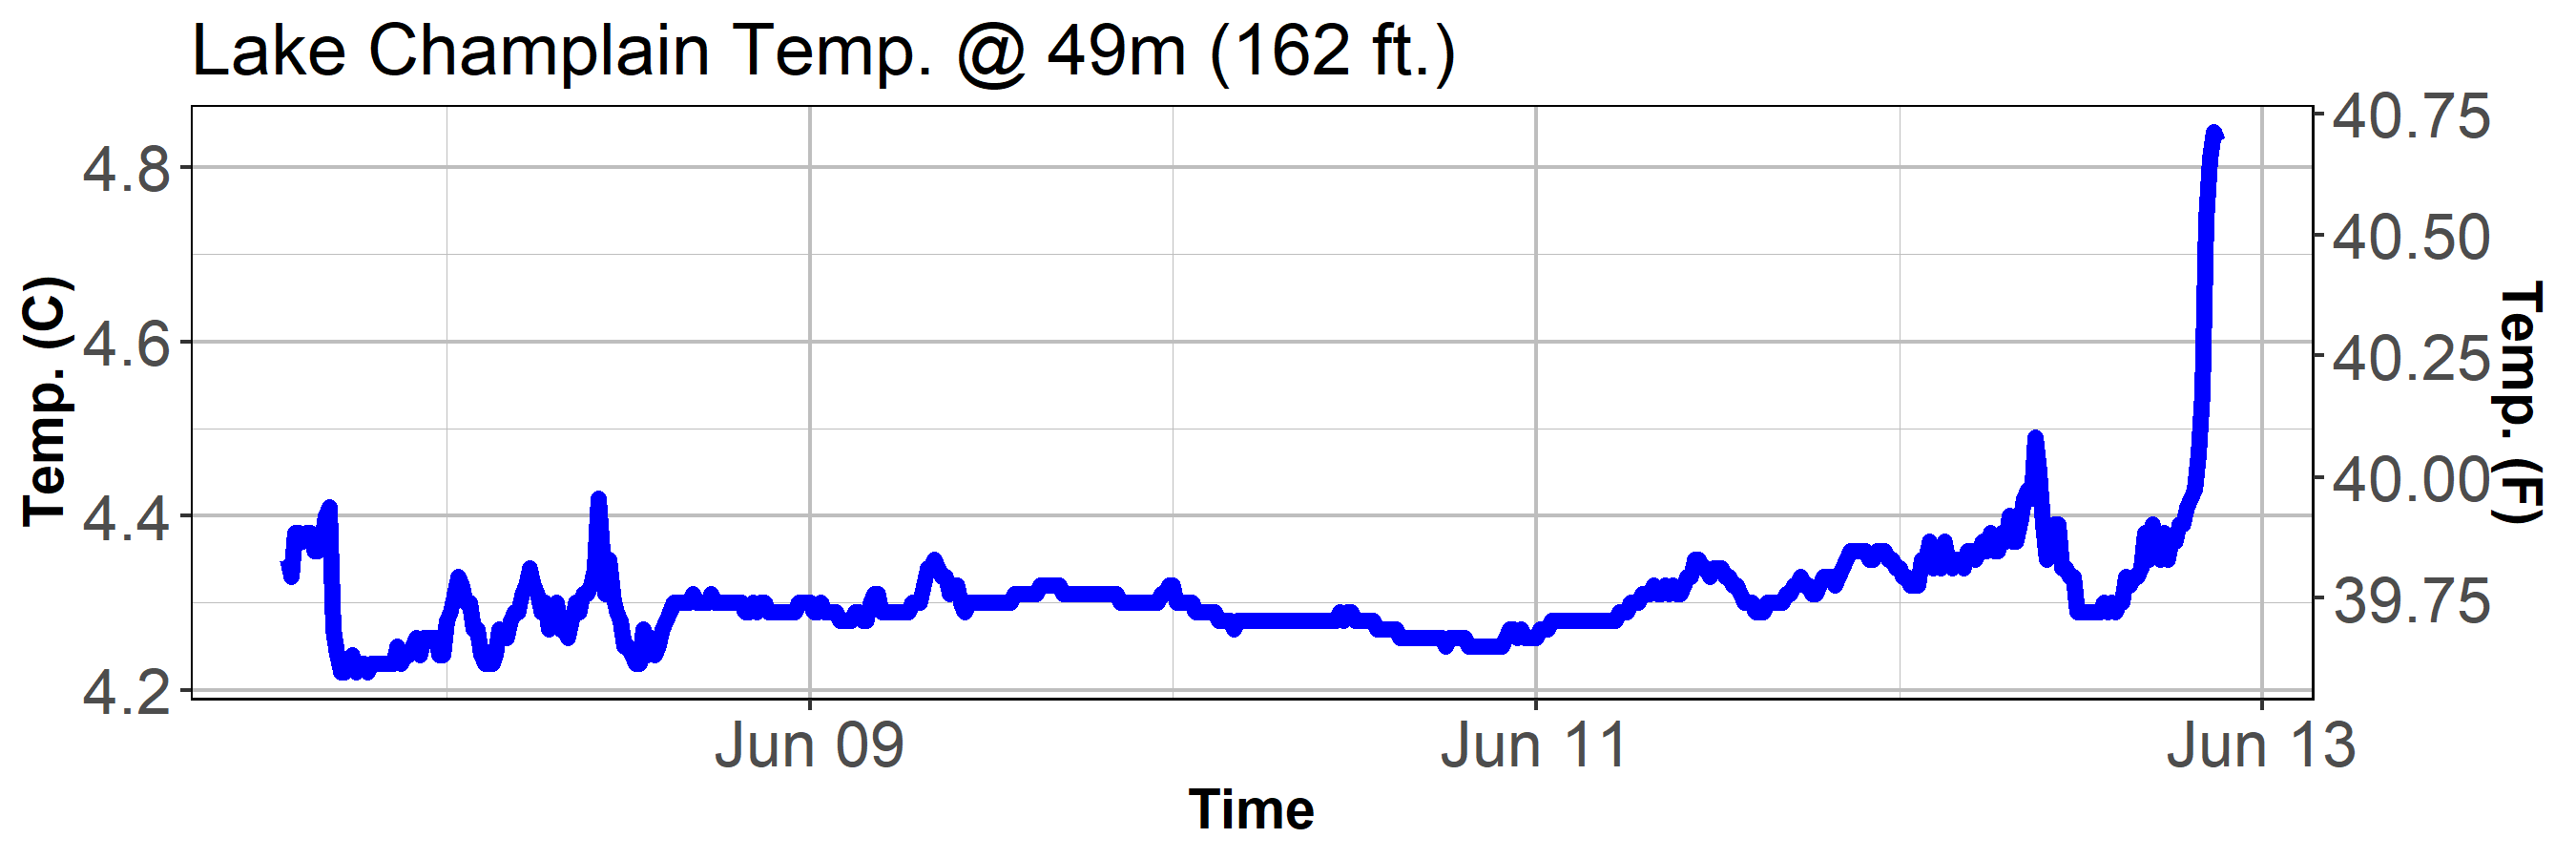 Lake Champlain Temp. @ 49m (162 ft.)
Temp. (C)
4.8
4.6
4.4
4.2
40.75
40.50
40.25
40.00
39.75
Temp. (F)
Jun 09
Jun 11
Jun 13
Time